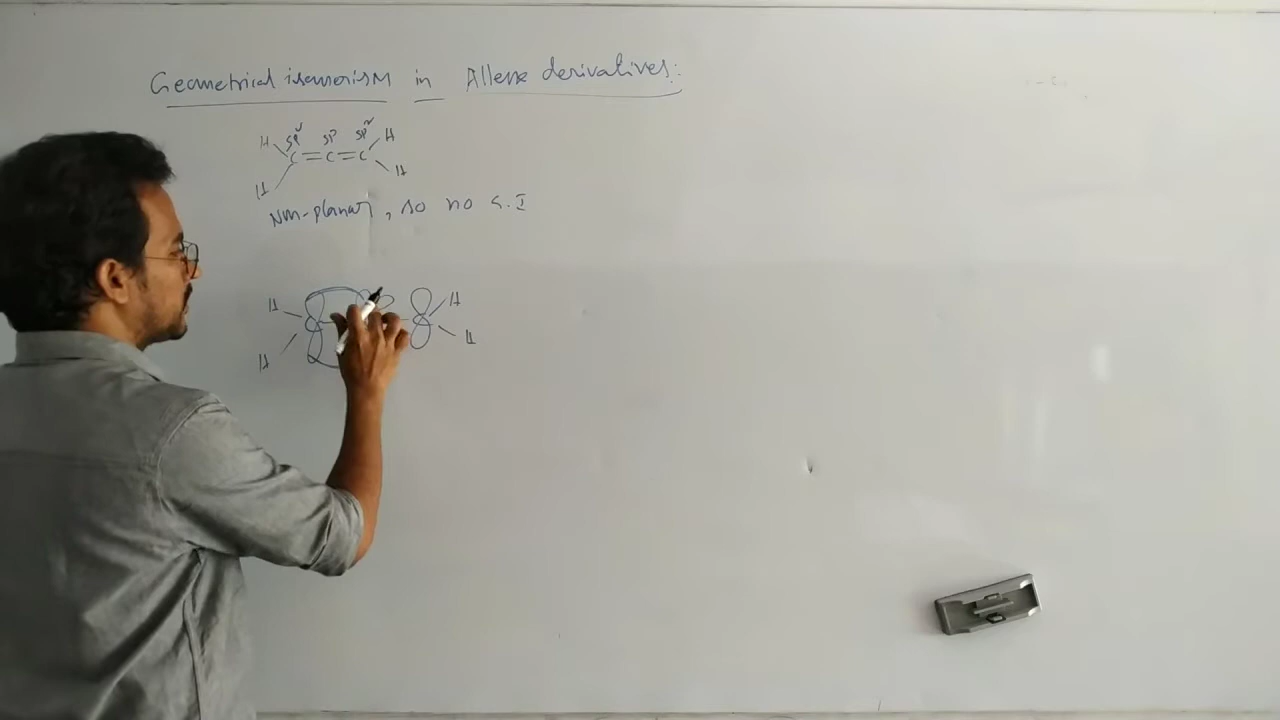 Geometrical isomerism in Allene derivatives:
H sp² sp sp² H
C=C=C
H H
Non-planar, so no G.I
H H
H H